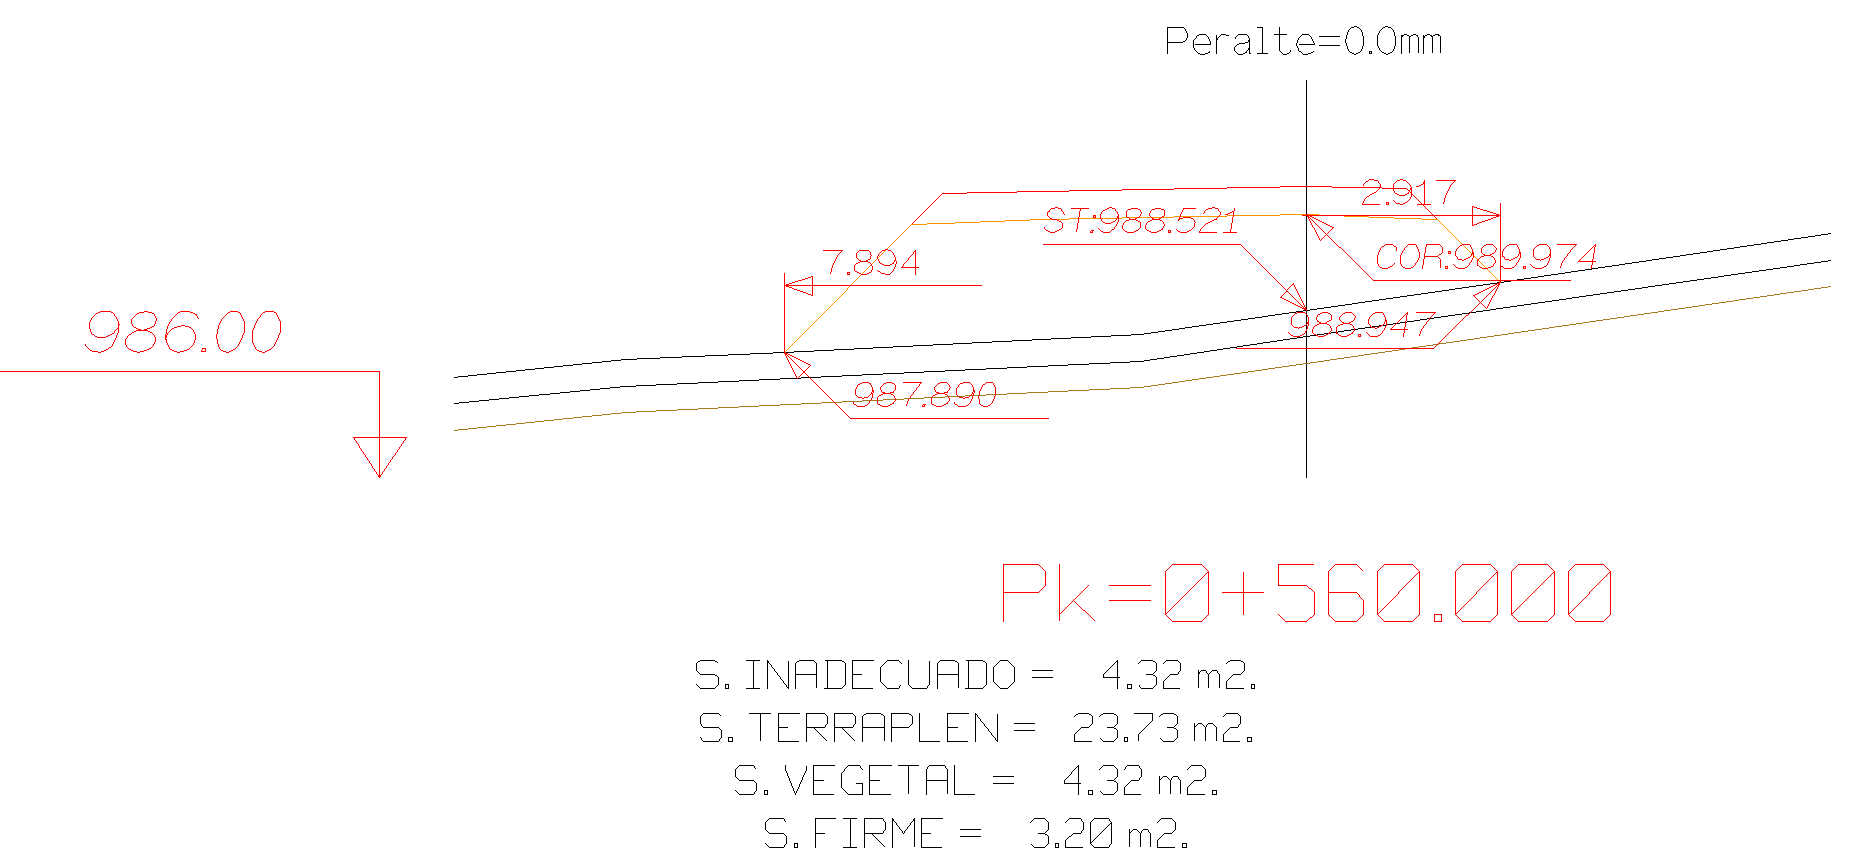 Peralte=0.0mm
2.917
ST:988.521
COR:989.974
7.894
986.00
988.947
987.890
Pk=0+560.000
S. INADECUADO = 4.32 m2.
S. TERRAPLEN = 23.73 m2.
S. VEGETAL = 4.32 m2.
S. FIRME = 3.20 m2.